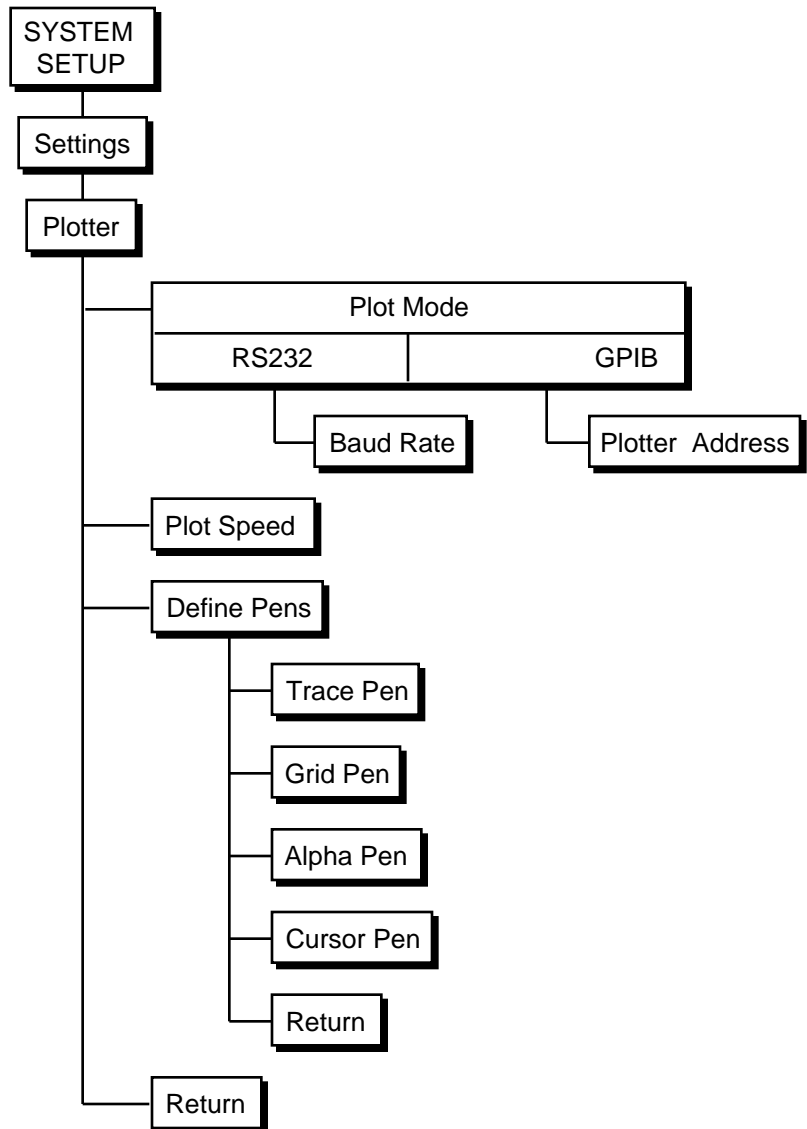 SYSTEM
SETUP
Settings
Plotter
Plot Mode
RS232 GPIB
Baud Rate Plotter Address
Plot Speed
Define Pens
Trace Pen
Grid Pen
Alpha Pen
Cursor Pen
Return
Return